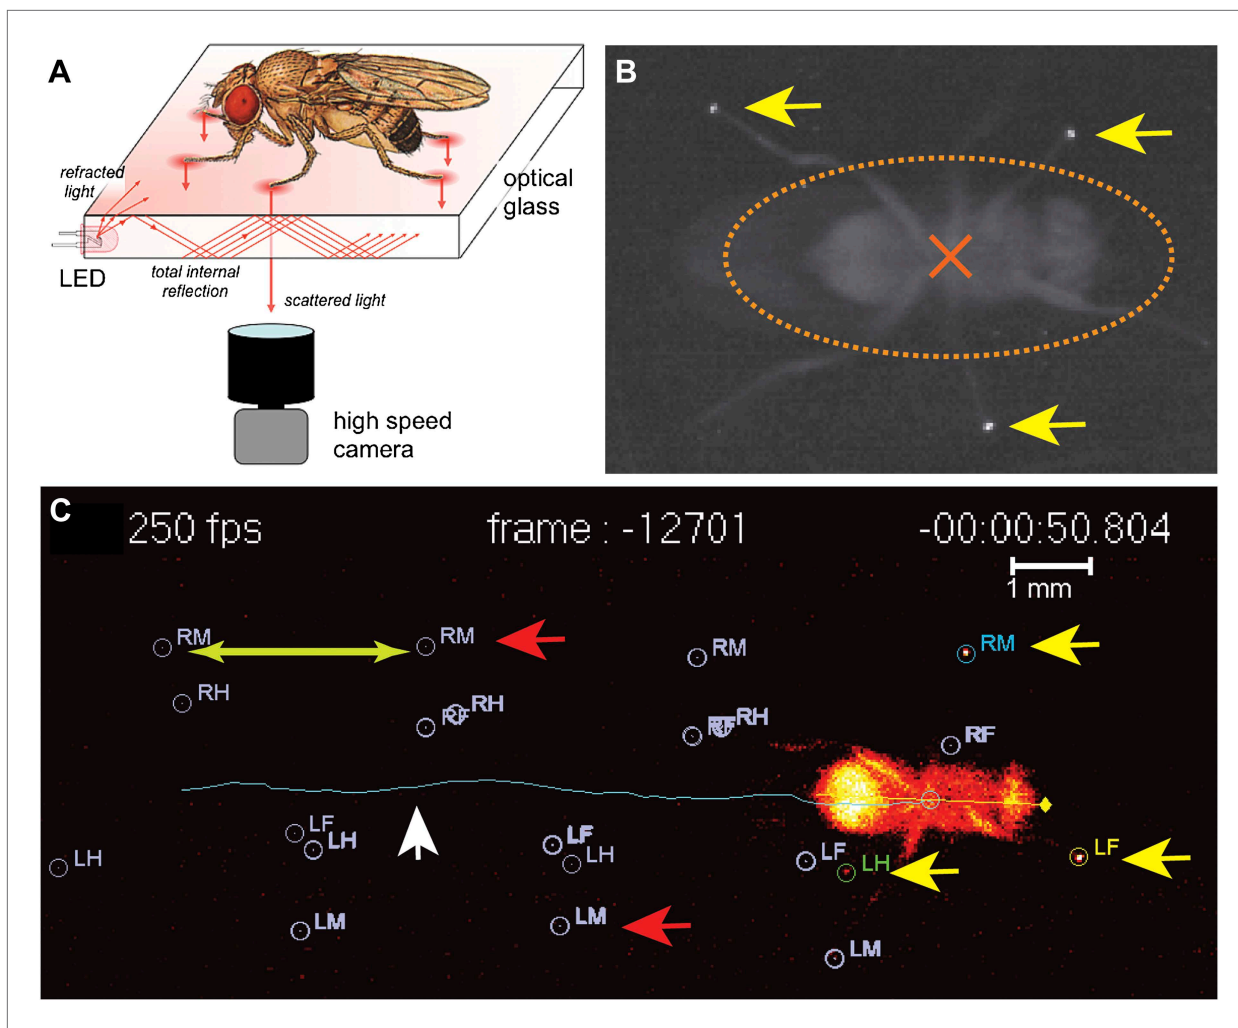 A
refracted
light
LED
total internal
reflection
scattered light
optical
glass
high speed
camera
B
C
250 fps
frame : -12701
-00:00:50.804
1 mm
RM
RM
RM
RM
RH
RF
RH
RF
RH
RF
LF
LH
LH
LF
LH
LF
LH
LF
LM
LM
LM